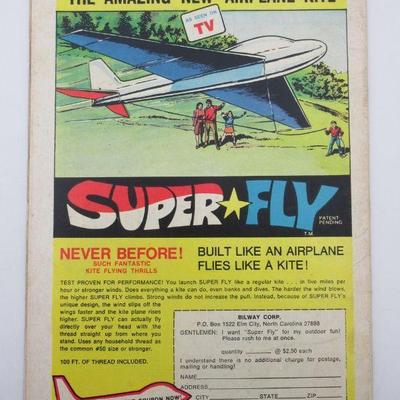 THE AMAZING NEW AIRPLANE KITE
AS SEEN ON
TV
SUPER★FLY
PATENT
PENDING
TM
NEVER BEFORE!
SUCH FANTASTIC
KITE FLYING THRILLS
BUILT LIKE AN AIRPLANE
FLIES LIKE A KITE!
TEST PROVEN FOR PERFORMANCE! You launch SUPER FLY like a regular kite . . . in live miles per
hour or stronger winds. Does everything a kite can do, even banks and dives. The harder the wind blows,
the higher SUPER FLY climbs. Strong winds do not increase the pull. Instead, because of SUPER FLY's
unique design, the wind slips off the
wings faster and the kite plane rises
higher. SUPER FLY can actually fly
directly over your head with the
thread straight up from where you
stand. Uses any household thread as
the common #50 size or stronger.
100 FT. OF THREAD INCLUDED.
BILWAY CORP.
P.O. Box 1522 Elm City, North Carolina 27898
GENTLEMEN: I want "Super Fly" for my outdoor fun!
Please rush to me at once.
quantity @ $2.50 each
I understand there is no additional charge for postage,
mailing or handling!
NAME
ADDRESS
CITY STATE ZIP
COUPON NOW!